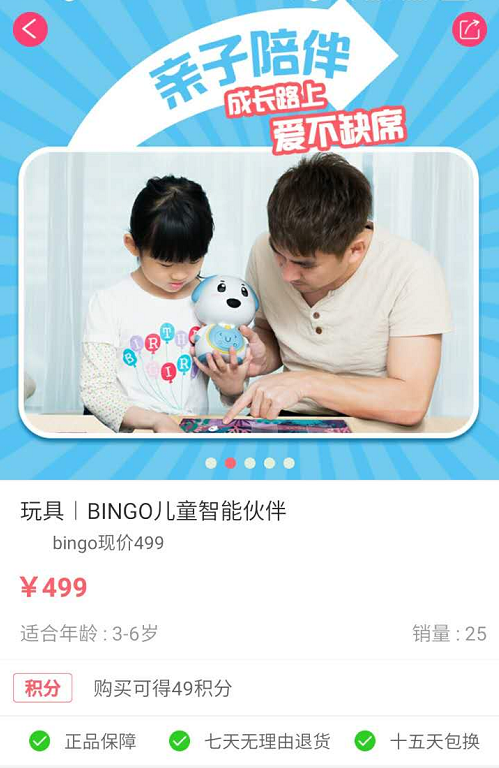 亲子陪伴
成长路上
爱不缺席
BIRTH
GIRL
玩具｜BINGO儿童智能伙伴
bingo现价499
￥499
适合年龄 : 3-6岁
销量 : 25
积分
购买可得49积分
正品保障
七天无理由退货
十五天包换